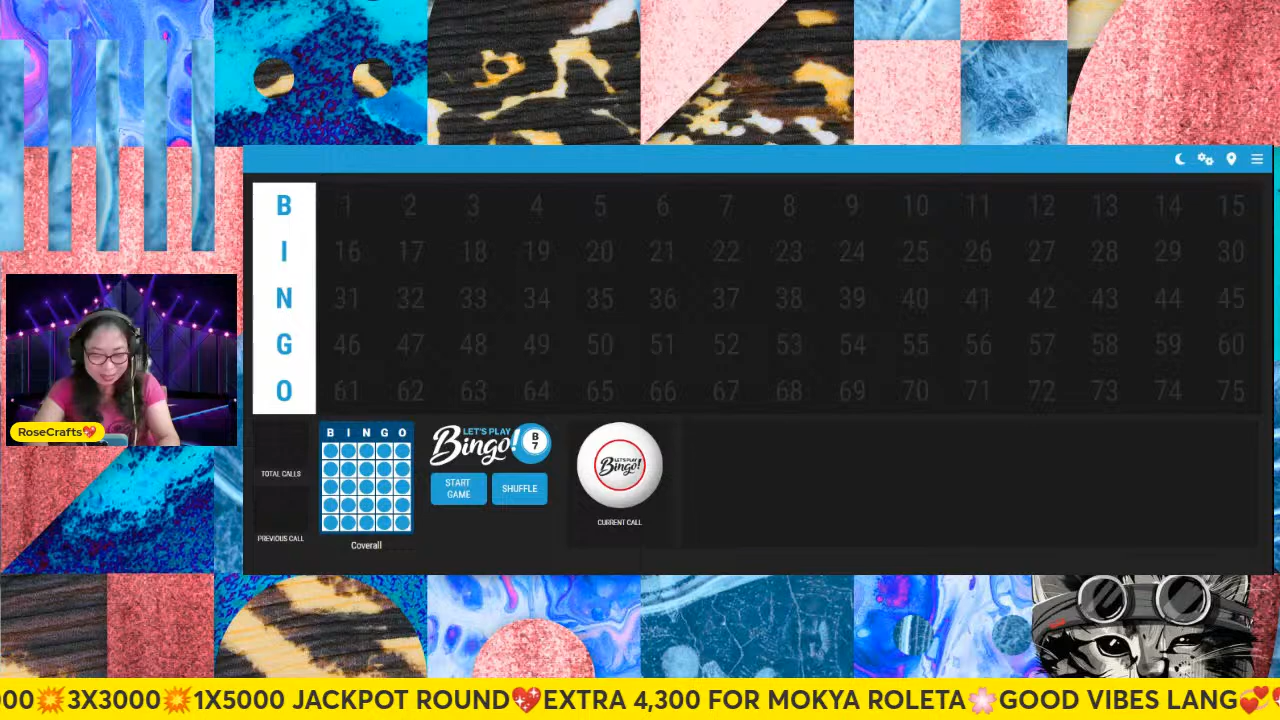 B 1 2 3 4 5 6 7 8 9 10 11 12 13 14 15
I 16 17 18 19 20 21 22 23 24 25 26 27 28 29 30
N 31 32 33 34 35 36 37 38 39 40 41 42 43 44 45
G 46 47 48 49 50 51 52 53 54 55 56 57 58 59 60
O 61 62 63 64 65 66 67 68 69 70 71 72 73 74 75
RoseCrafts💖
TOTAL CALLS
PREVIOUS CALL
B I N G O
Coverall
LET'S PLAY
Bingo!
B
7
START
GAME
SHUFFLE
LET'S PLAY
Bingo!
CURRENT CALL
000💥3X3000💥1X5000 JACKPOT ROUND💖EXTRA 4,300 FOR MOKYA ROLETA🌸GOOD VIBES LANG💞